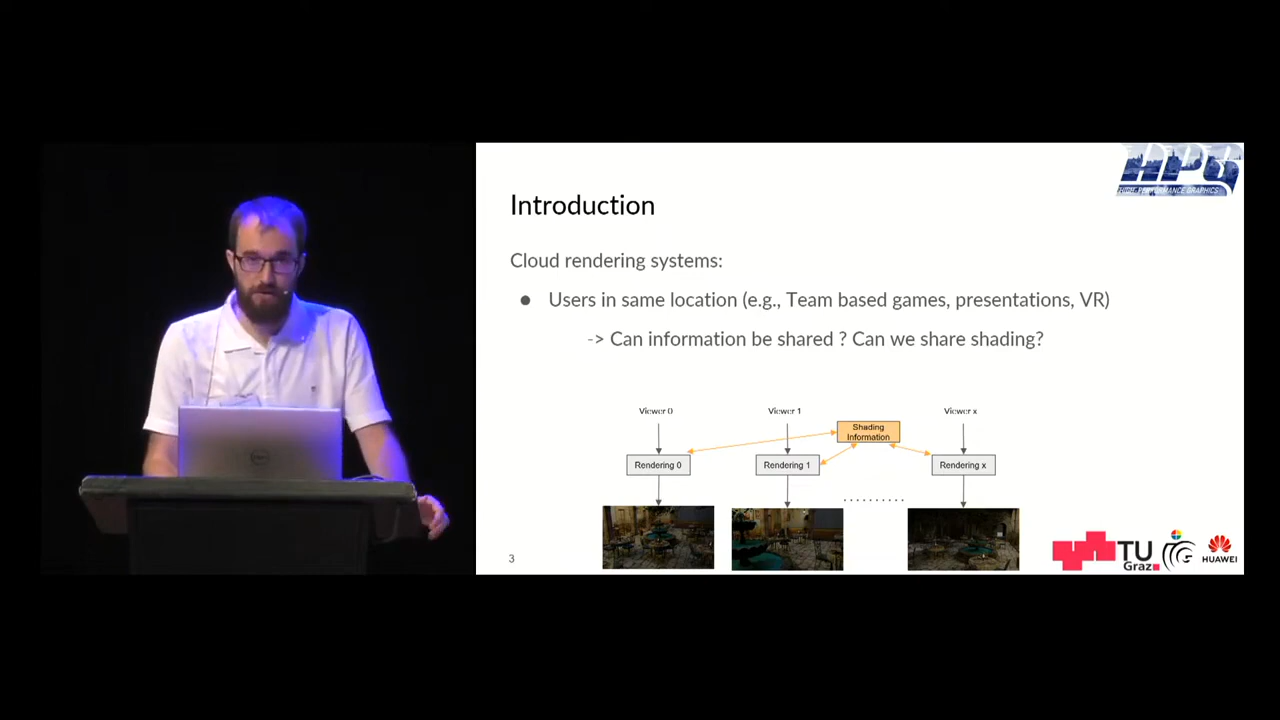 HPG
HIGH PERFORMANCE GRAPHICS
Introduction
Cloud rendering systems:
● Users in same location (e.g., Team based games, presentations, VR)
-> Can information be shared ? Can we share shading?
Viewer 0
Viewer 1
Viewer x
Shading
Information
Rendering 0
Rendering 1
Rendering x
. . . . . . . . . .
3
TU
Graz
HUAWEI
DELL